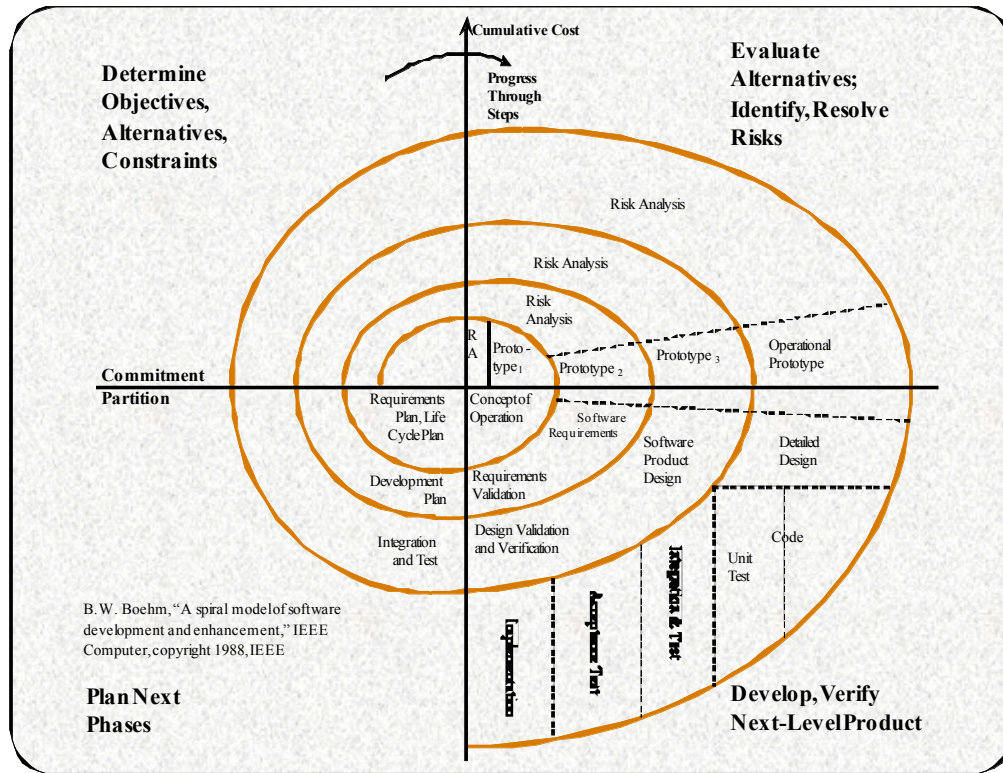 Cumulative Cost
Determine
Objectives,
Alternatives,
Constraints
Evaluate
Alternatives;
Identify, Resolve
Risks
Progress
Through
Steps
Risk Analysis
Risk Analysis
Risk
Analysis
R
A
Proto-
type 1
Prototype 2
Prototype 3
Operational
Prototype
Commitment
Partition
Requirements
Plan, Life
Cycle Plan
Concept of
Operation
Software
Requirements
Software
Product
Design
Detailed
Design
Development
Plan
Requirements
Validation
Integration
and Test
Design Validation
and Verification
Code
Unit
Test
Integration & Test
Acceptance Test
Implementation
B.W. Boehm, “A spiral model of software
development and enhancement,” IEEE
Computer, copyright 1988, IEEE
Plan Next
Phases
Develop, Verify
Next-Level Product